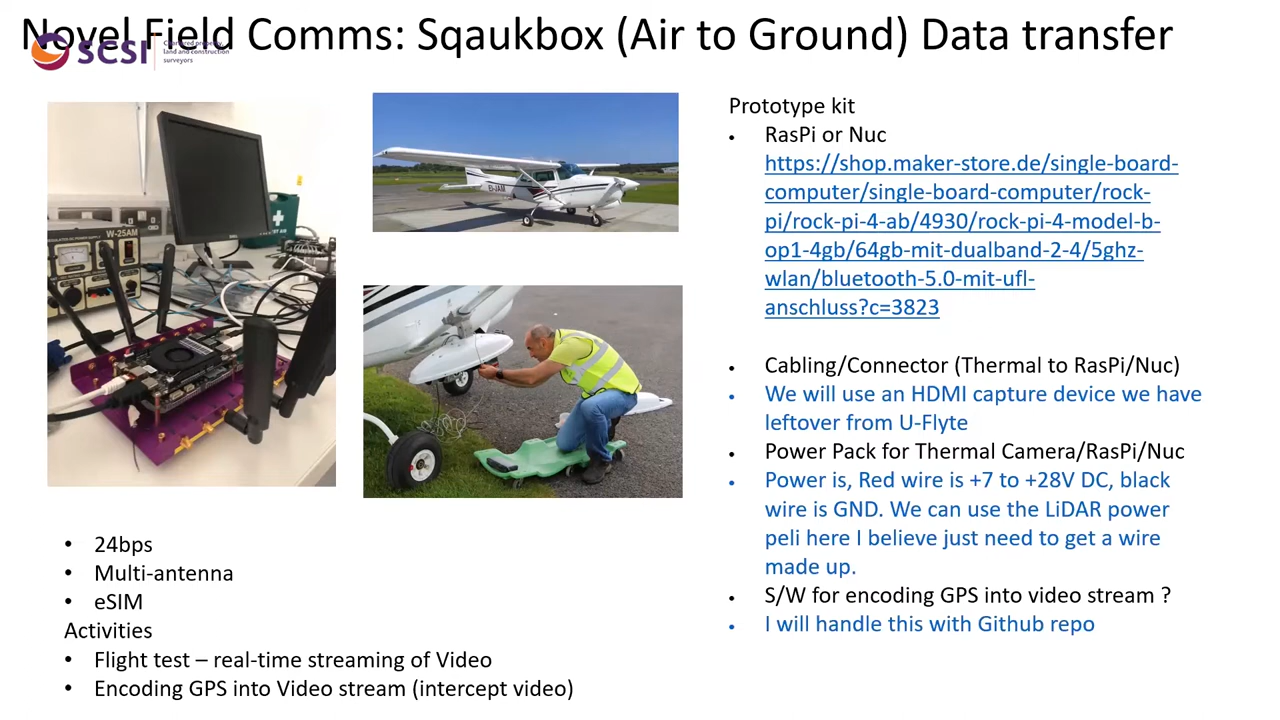 Novel Field Comms: Sqaukbox (Air to Ground) Data transfer
SCSI
Chartered property,
land and construction
surveyors
W-25AM
EI-JAM
Prototype kit
• RasPi or Nuc
https://shop.maker-store.de/single-board-
computer/single-board-computer/rock-
pi/rock-pi-4-ab/4930/rock-pi-4-model-b-
op1-4gb/64gb-mit-dualband-2-4/5ghz-
wlan/bluetooth-5.0-mit-ufl-
anschluss?c=3823
• Cabling/Connector (Thermal to RasPi/Nuc)
• We will use an HDMI capture device we have
leftover from U-Flyte
• Power Pack for Thermal Camera/RasPi/Nuc
• Power is, Red wire is +7 to +28V DC, black
wire is GND. We can use the LiDAR power
peli here I believe just need to get a wire
made up.
• S/W for encoding GPS into video stream ?
• I will handle this with Github repo
• 24bps
• Multi-antenna
• eSIM
Activities
• Flight test – real-time streaming of Video
• Encoding GPS into Video stream (intercept video)